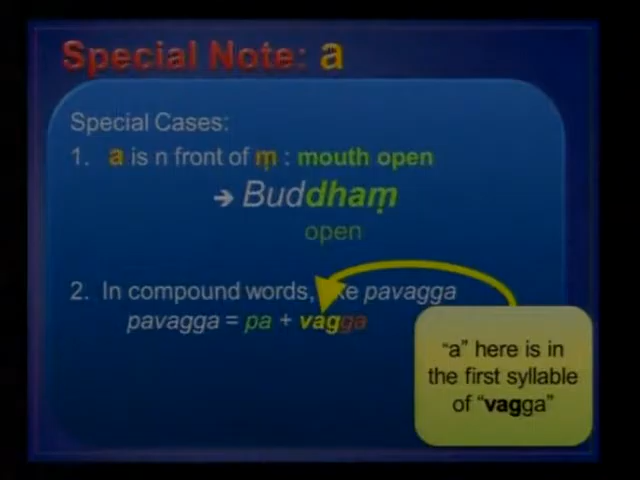 Special Note: a
Special Cases:
1. a is n front of ṃ : mouth open
➔ Buddhaṃ
open
2. In compound words, ke pavagga
pavagga = pa + vagga
"a" here is in
the first syllable
of "vagga"